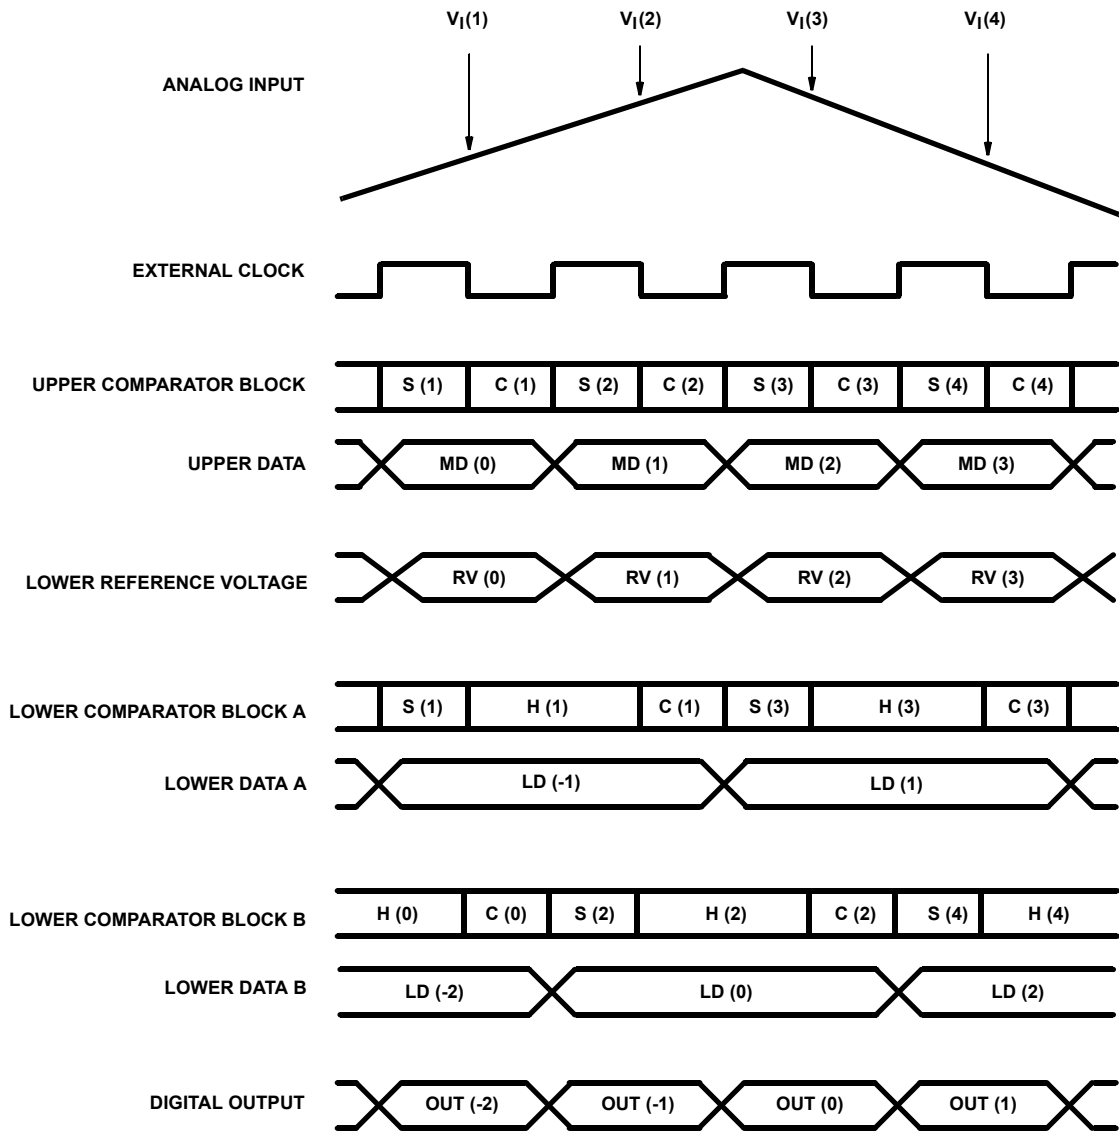 VI(1) VI(2) VI(3) VI(4)
ANALOG INPUT
EXTERNAL CLOCK
UPPER COMPARATOR BLOCK S (1) C (1) S (2) C (2) S (3) C (3) S (4) C (4)
UPPER DATA MD (0) MD (1) MD (2) MD (3)
LOWER REFERENCE VOLTAGE RV (0) RV (1) RV (2) RV (3)
LOWER COMPARATOR BLOCK A S (1) H (1) C (1) S (3) H (3) C (3)
LOWER DATA A LD (-1) LD (1)
LOWER COMPARATOR BLOCK B H (0) C (0) S (2) H (2) C (2) S (4) H (4)
LOWER DATA B LD (-2) LD (0) LD (2)
DIGITAL OUTPUT OUT (-2) OUT (-1) OUT (0) OUT (1)